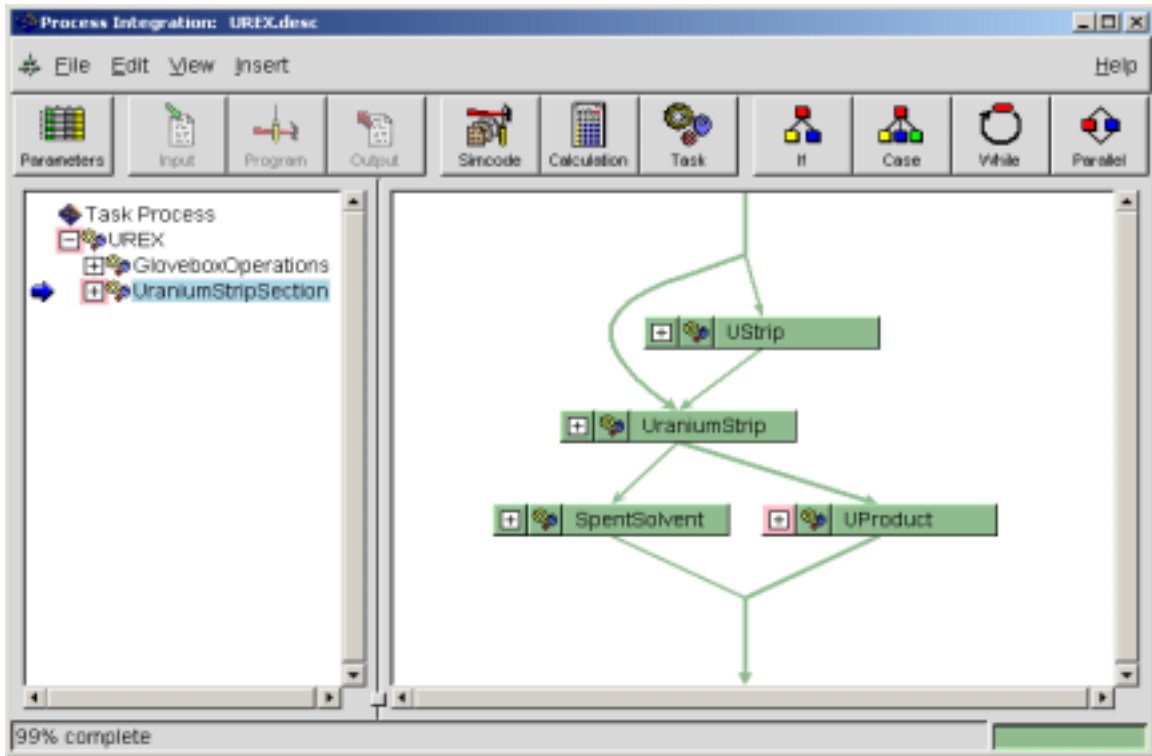 Process Integration: UREX.desc
File Edit View Insert Help
Parameters Input Program Output Simcode Calculation Task If Case While Parallel
Task Process
UREX
GloveboxOperations
UraniumStripSection
UStrip
UraniumStrip
SpentSolvent UProduct
99% complete